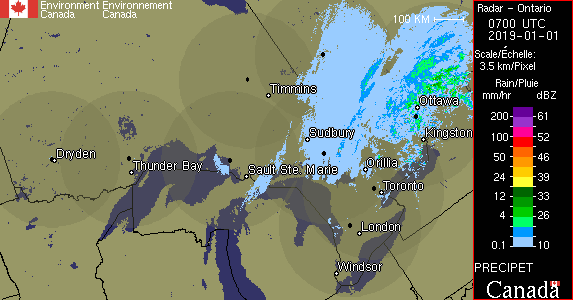 Environment Environnement
Canada Canada
100 KM
Timmins
Ottawa
Sudbury
Kingston
Dryden
Thunder Bay
Sault Ste. Marie
Orillia
Toronto
London
Windsor
Radar - Ontario
0700 UTC
2019-01-01
Scale/Échelle:
3.5 km/Pixel
Rain/Pluie
mm/hr dBZ
200 61
100 52
50 46
24 39
12 34
4 26
0.1 10
PRECIPET
Canada